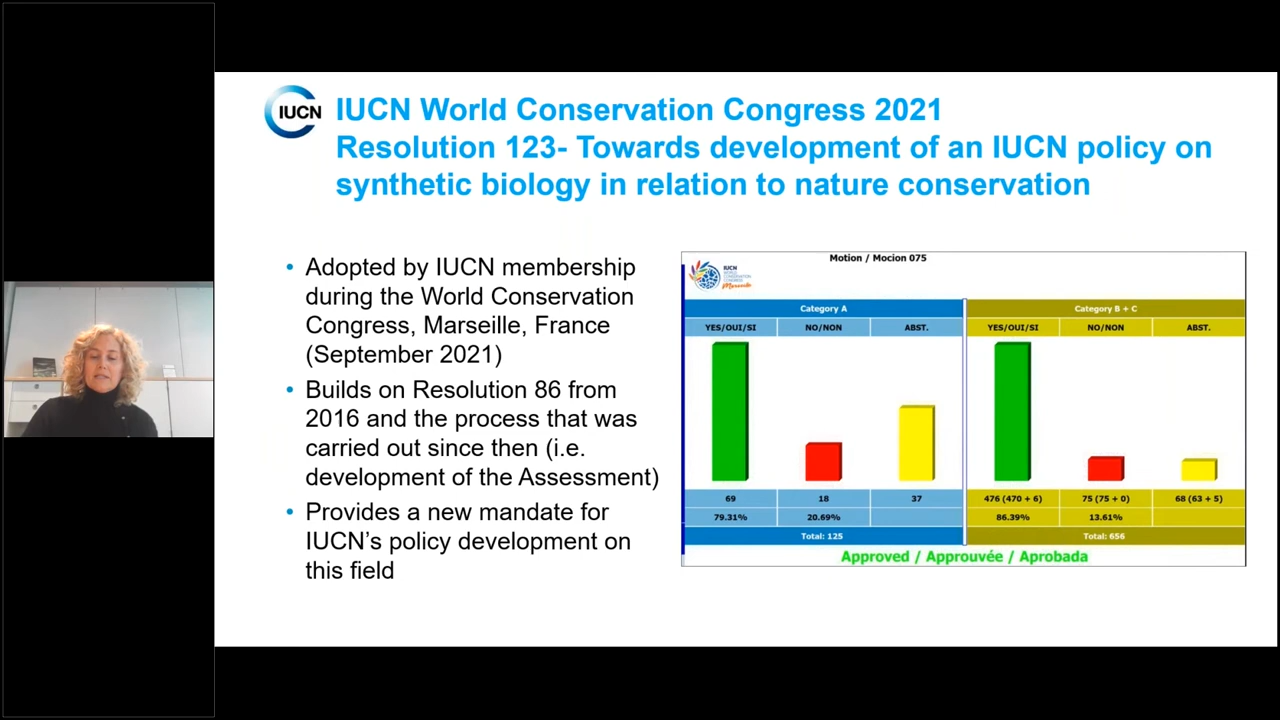 IUCN
IUCN World Conservation Congress 2021
Resolution 123- Towards development of an IUCN policy on
synthetic biology in relation to nature conservation
• Adopted by IUCN membership
during the World Conservation
Congress, Marseille, France
(September 2021)
• Builds on Resolution 86 from
2016 and the process that was
carried out since then (i.e.
development of the Assessment)
• Provides a new mandate for
IUCN's policy development on
this field
Motion / Mocion 075
IUCN
WORLD
CONSERVATION
CONGRESS
Marseille
Category A
Category B + C
YES/OUI/SI NO/NON ABST.
YES/OUI/SI NO/NON ABST.
69 18 37
476 (470 + 6) 75 (75 + 0) 68 (63 + 5)
79.31% 20.69%
86.39% 13.61%
Total: 125
Total: 656
Approved / Approuvée / Aprobada